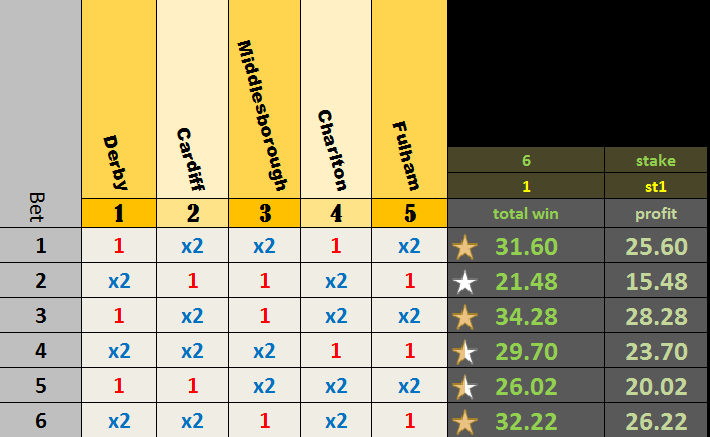 Derby Cardiff Middlesborough Charlton Fulham
6 stake
1 st1
Bet 1 2 3 4 5 total win profit
1 1 x2 x2 1 x2 31.60 25.60
2 x2 1 1 x2 1 21.48 15.48
3 1 x2 1 x2 x2 34.28 28.28
4 x2 x2 x2 1 1 29.70 23.70
5 1 1 x2 x2 x2 26.02 20.02
6 x2 x2 1 x2 1 32.22 26.22